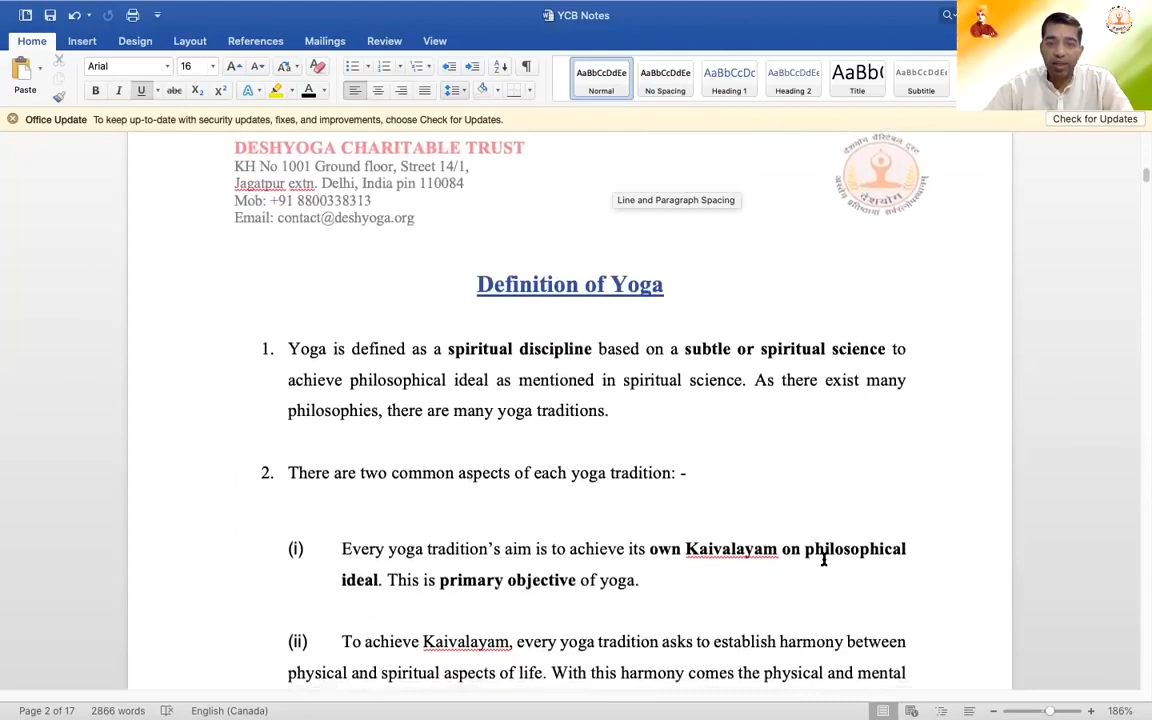 YCB Notes
Home Insert Design Layout References Mailings Review View
Paste
Arial 16
AaBbCcDdEe AaBbCcDdEe AaBbCcDc AaBbCcDdEe AaBb( AaBbCcDdEe
Normal No Spacing Heading 1 Heading 2 Title Subtitle
Office Update To keep up-to-date with security updates, fixes, and improvements, choose Check for Updates. Check for Updates
DESHYOGA CHARITABLE TRUST
KH No 1001 Ground floor, Street 14/1,
Jagatpur extn. Delhi, India pin 110084
Mob: +91 8800338313
Email: contact@deshyoga.org
Line and Paragraph Spacing
देशयोग
Definition of Yoga
1. Yoga is defined as a spiritual discipline based on a subtle or spiritual science to
achieve philosophical ideal as mentioned in spiritual science. As there exist many
philosophies, there are many yoga traditions.
2. There are two common aspects of each yoga tradition: -
(i) Every yoga tradition's aim is to achieve its own Kaivalayam on philosophical
ideal. This is primary objective of yoga.
(ii) To achieve Kaivalayam, every yoga tradition asks to establish harmony between
physical and spiritual aspects of life. With this harmony comes the physical and mental
Page 2 of 17 2866 words English (Canada) 186%